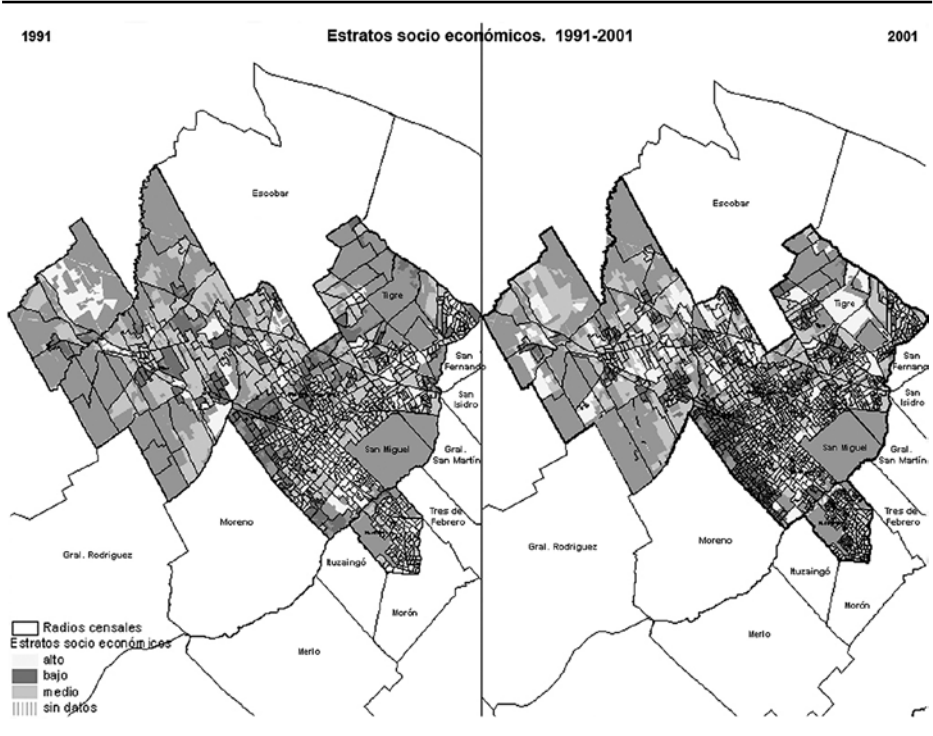 1991
Estratos socio económicos. 1991-2001
2001
Escobar
Escobar
Tigre
Tigre
San
Fernando
San
Fernando
San
Isidro
San
Isidro
San Miguel
San Miguel
Gral.
San Martín
Gral.
San Martín
Tres de
Febrero
Tres de
Febrero
Moreno
Moreno
Gral. Rodriguez
Gral. Rodriguez
Ituzaingó
Ituzaingó
Morón
Morón
Merlo
Merlo
Radios censales
Estratos socio económicos
alto
bajo
medio
sin datos